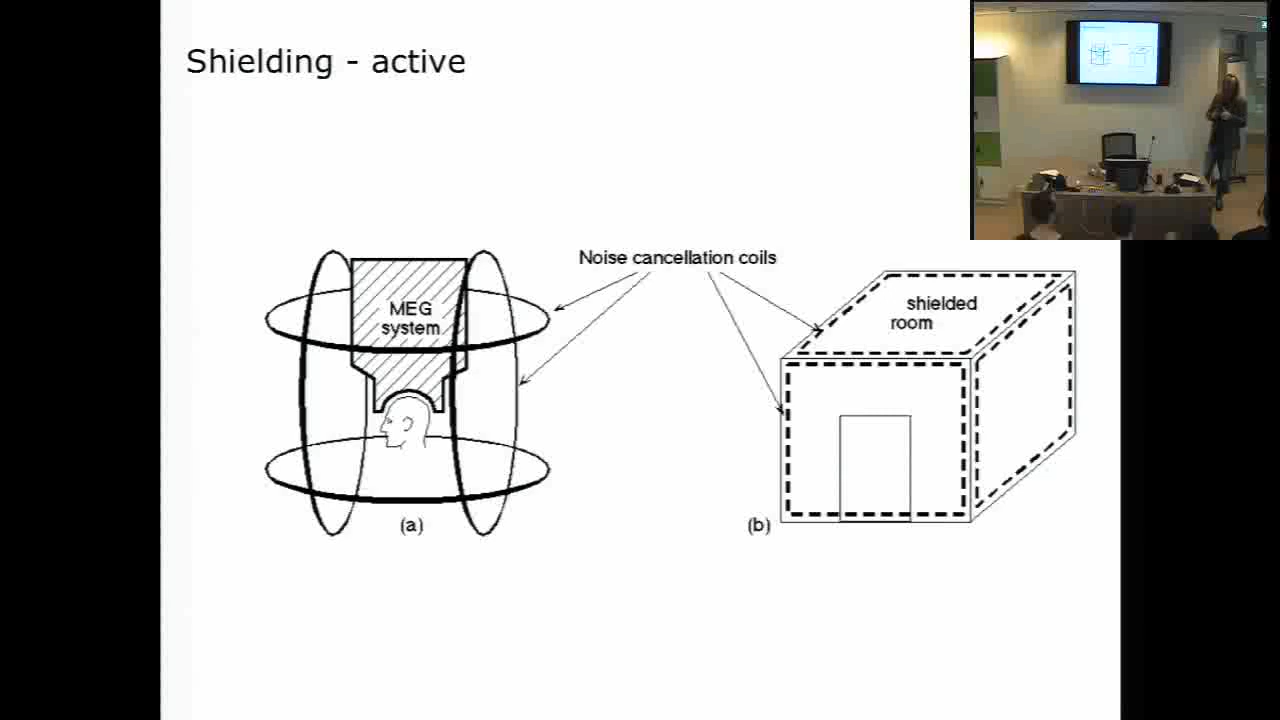 Shielding - active
Noise cancellation coils
MEG
system
shielded
room
(a)
(b)